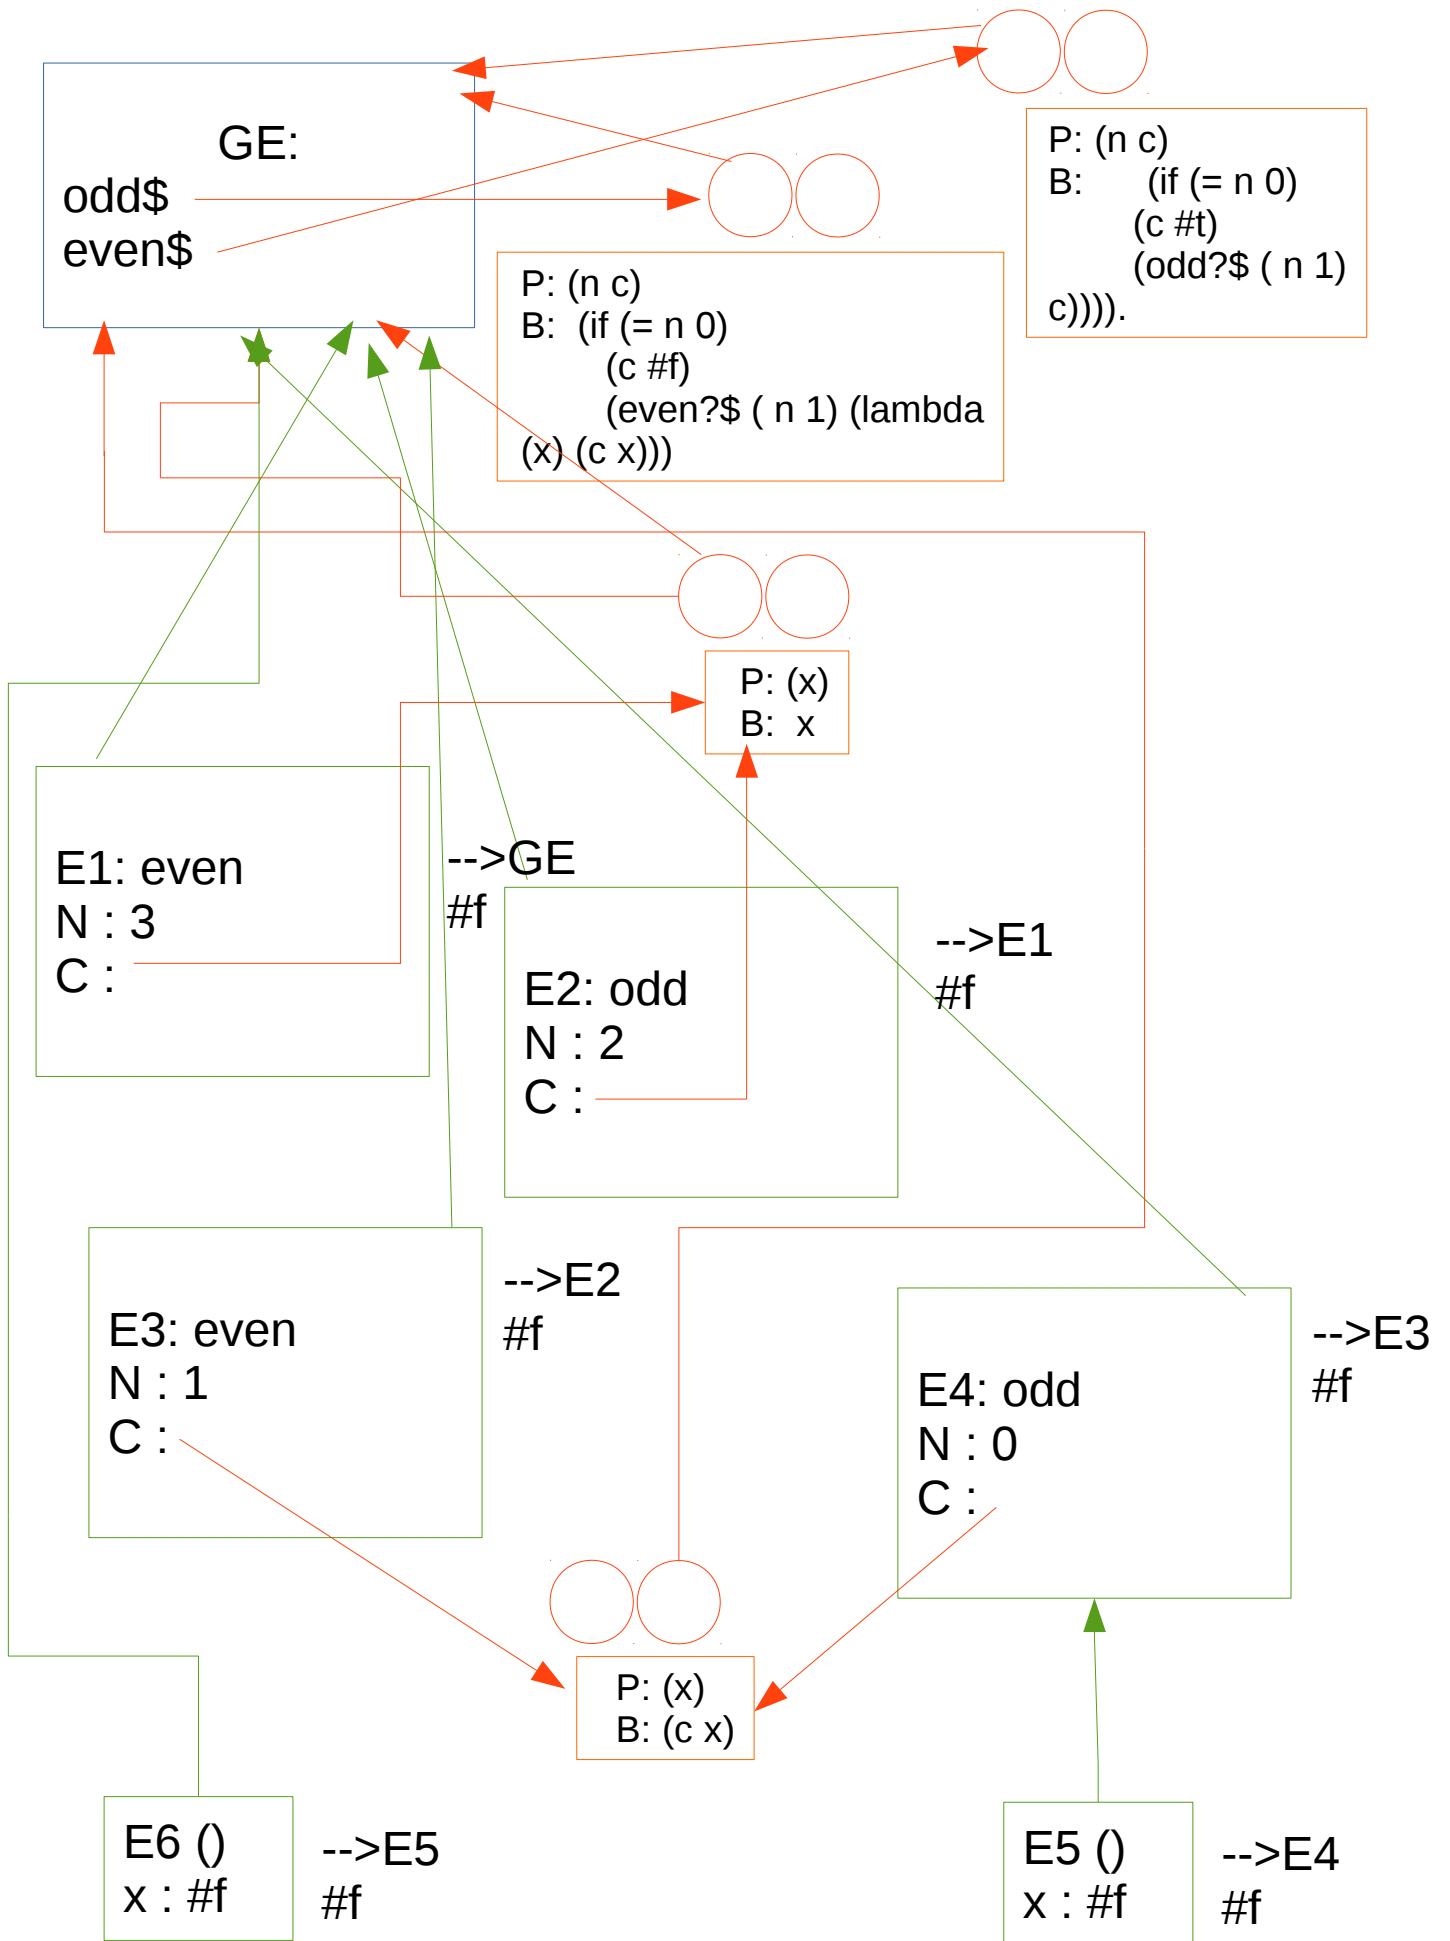 GE:
odd$
even$
P: (n c)
B: (if (= n 0)
(c #t)
(odd?$ ( n 1)
c)))).
P: (n c)
B: (if (= n 0)
(c #f)
(even?$ ( n 1) (lambda
(x) (c x)))
P: (x)
B: x
E1: even
N : 3
C :
-->GE
#f
E2: odd
N : 2
C :
-->E1
#f
E3: even
N : 1
C :
-->E2
#f
E4: odd
N : 0
C :
-->E3
#f
P: (x)
B: (c x)
E6 ()
x : #f
-->E5
#f
E5 ()
x : #f
-->E4
#f